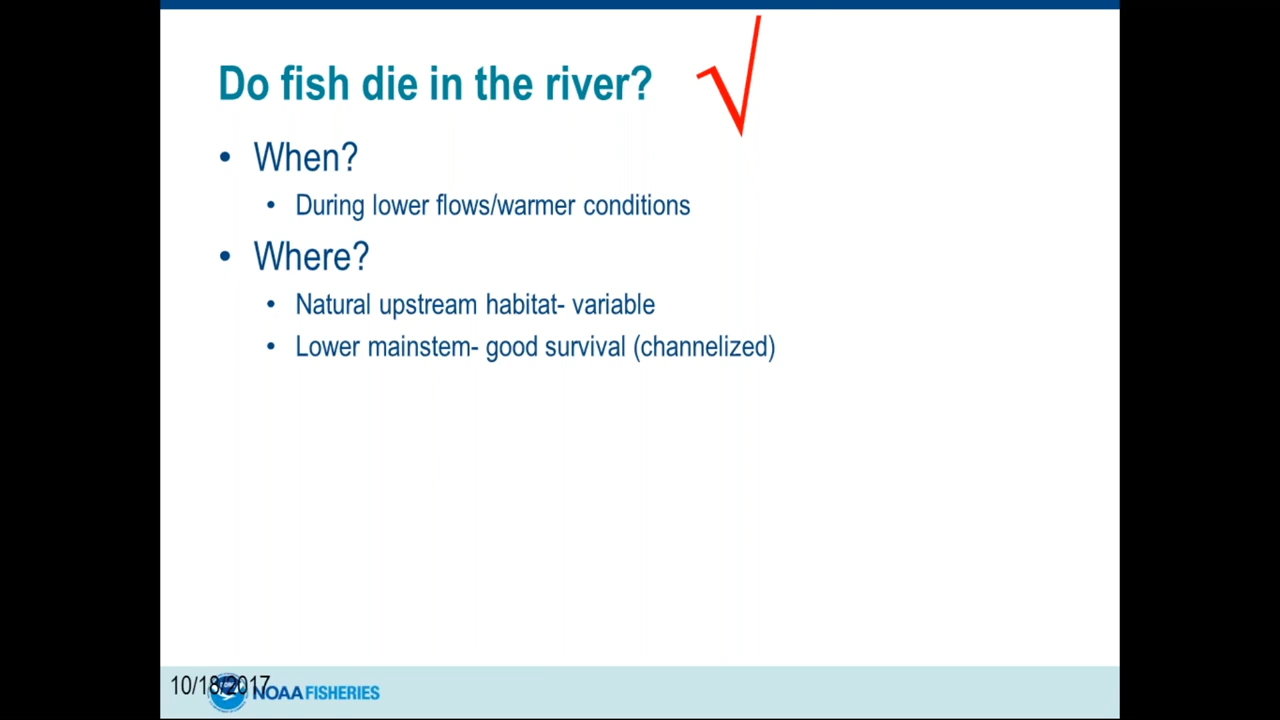 Do fish die in the river? √
• When?
• During lower flows/warmer conditions
• Where?
• Natural upstream habitat- variable
• Lower mainstem- good survival (channelized)
10/18/2017
NOAA FISHERIES